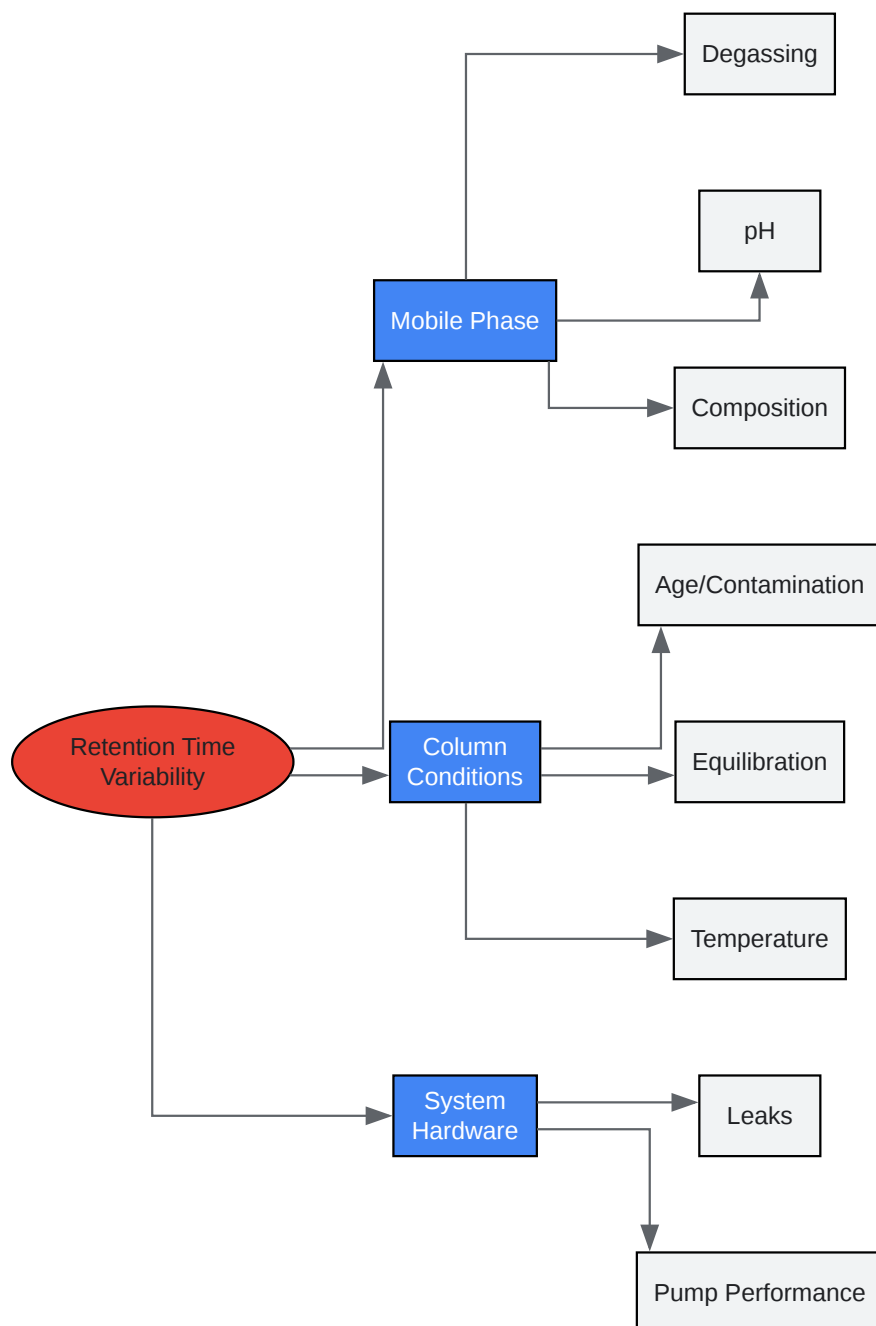 Degassing
pH
Mobile Phase
Composition
Age/Contamination
Retention Time
Variability
Column
Conditions
Equilibration
Temperature
System
Hardware
Leaks
Pump Performance